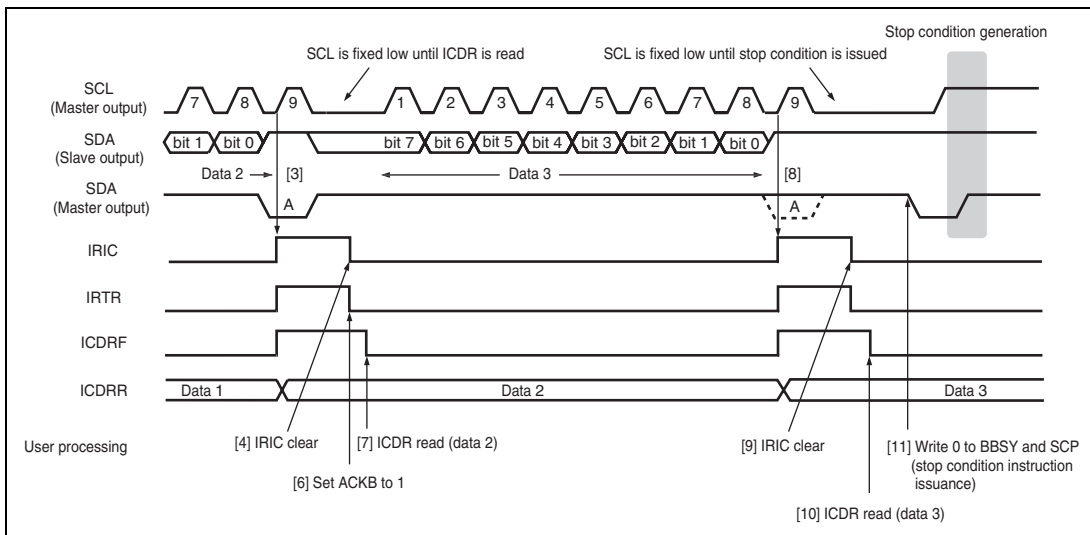 Stop condition generation
SCL is fixed low until ICDR is read
SCL is fixed low until stop condition is issued
SCL
(Master output)
7 8 9 1 2 3 4 5 6 7 8 9
SDA
(Slave output)
bit 1 bit 0 bit 7 bit 6 bit 5 bit 4 bit 3 bit 2 bit 1 bit 0
Data 2 [3] Data 3 [8]
SDA
(Master output)
A A
IRIC
IRTR
ICDRF
ICDRR
Data 1 Data 2 Data 3
User processing
[4] IRIC clear
[7] ICDR read (data 2)
[9] IRIC clear
[11] Write 0 to BBSY and SCP
(stop condition instruction
issuance)
[6] Set ACKB to 1
[10] ICDR read (data 3)